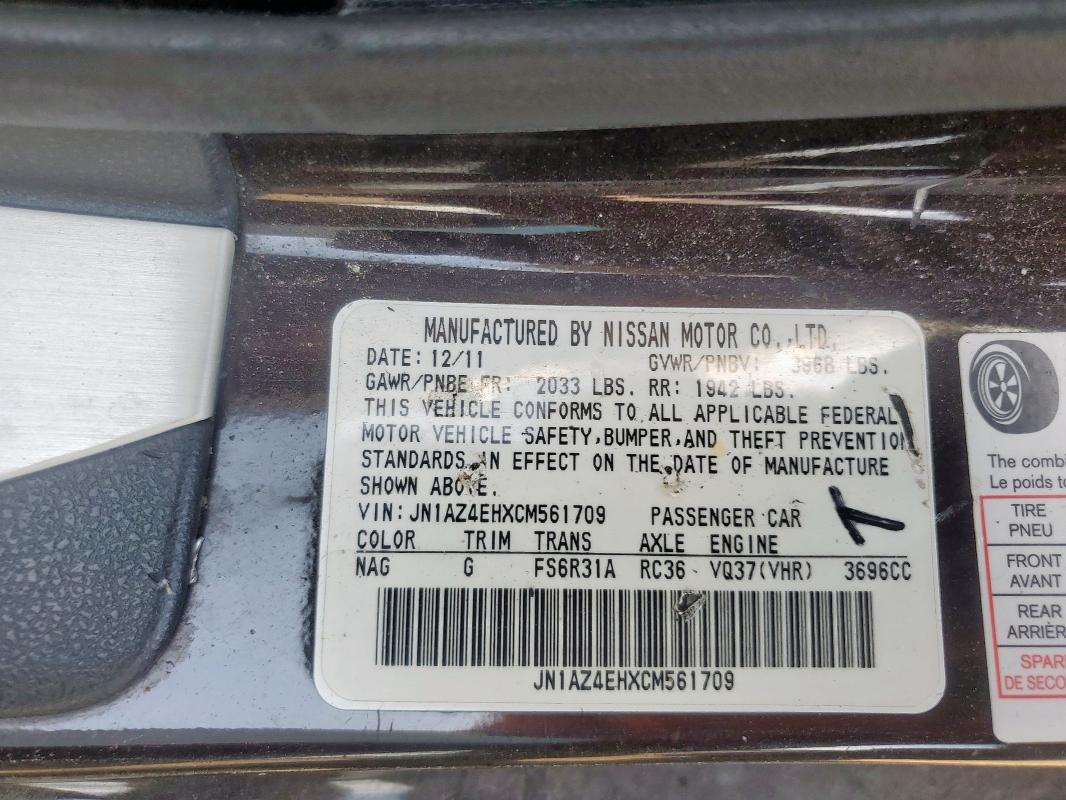 MANUFACTURED BY NISSAN MOTOR CO.,LTD.
DATE: 12/11 GVWR/PNBV: 3968 LBS.
GAWR/PNBE FR: 2033 LBS. RR: 1942 LBS.
THIS VEHICLE CONFORMS TO ALL APPLICABLE FEDERAL
MOTOR VEHICLE SAFETY,BUMPER,AND THEFT PREVENTION
STANDARDS IN EFFECT ON THE DATE OF MANUFACTURE
SHOWN ABOVE.
VIN: JN1AZ4EHXCM561709 PASSENGER CAR
COLOR TRIM TRANS AXLE ENGINE
NAG G FS6R31A RC36 VQ37(VHR) 3696CC
JN1AZ4EHXCM561709
The combi
Le poids to
TIRE
PNEU
FRONT
AVANT
REAR
ARRIÈR
SPAR
DE SECO